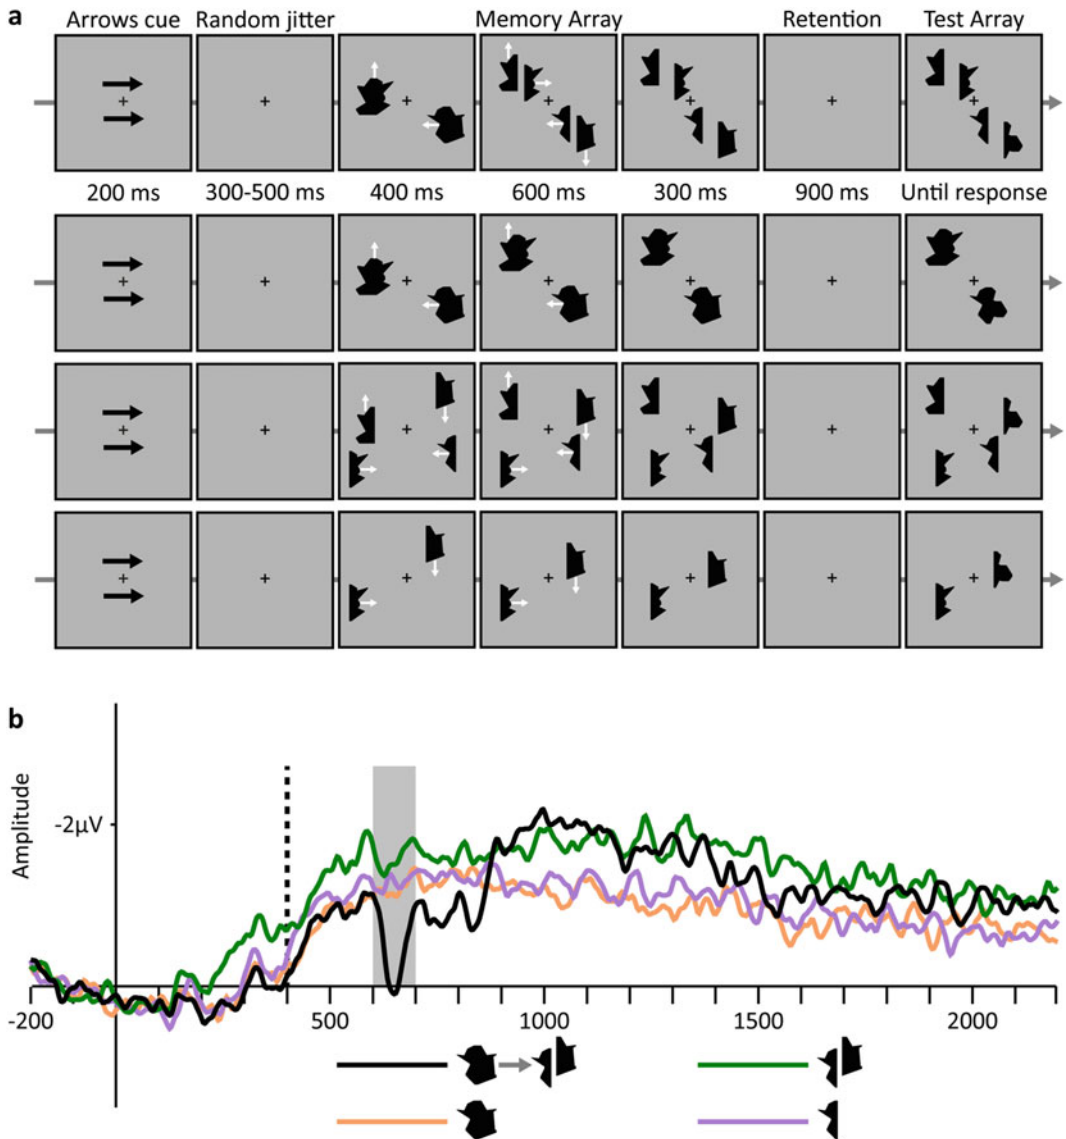 a
Arrows cue Random jitter Memory Array Retention Test Array
200 ms 300-500 ms 400 ms 600 ms 300 ms 900 ms Until response
b
Amplitude
-2μV
-200 500 1000 1500 2000